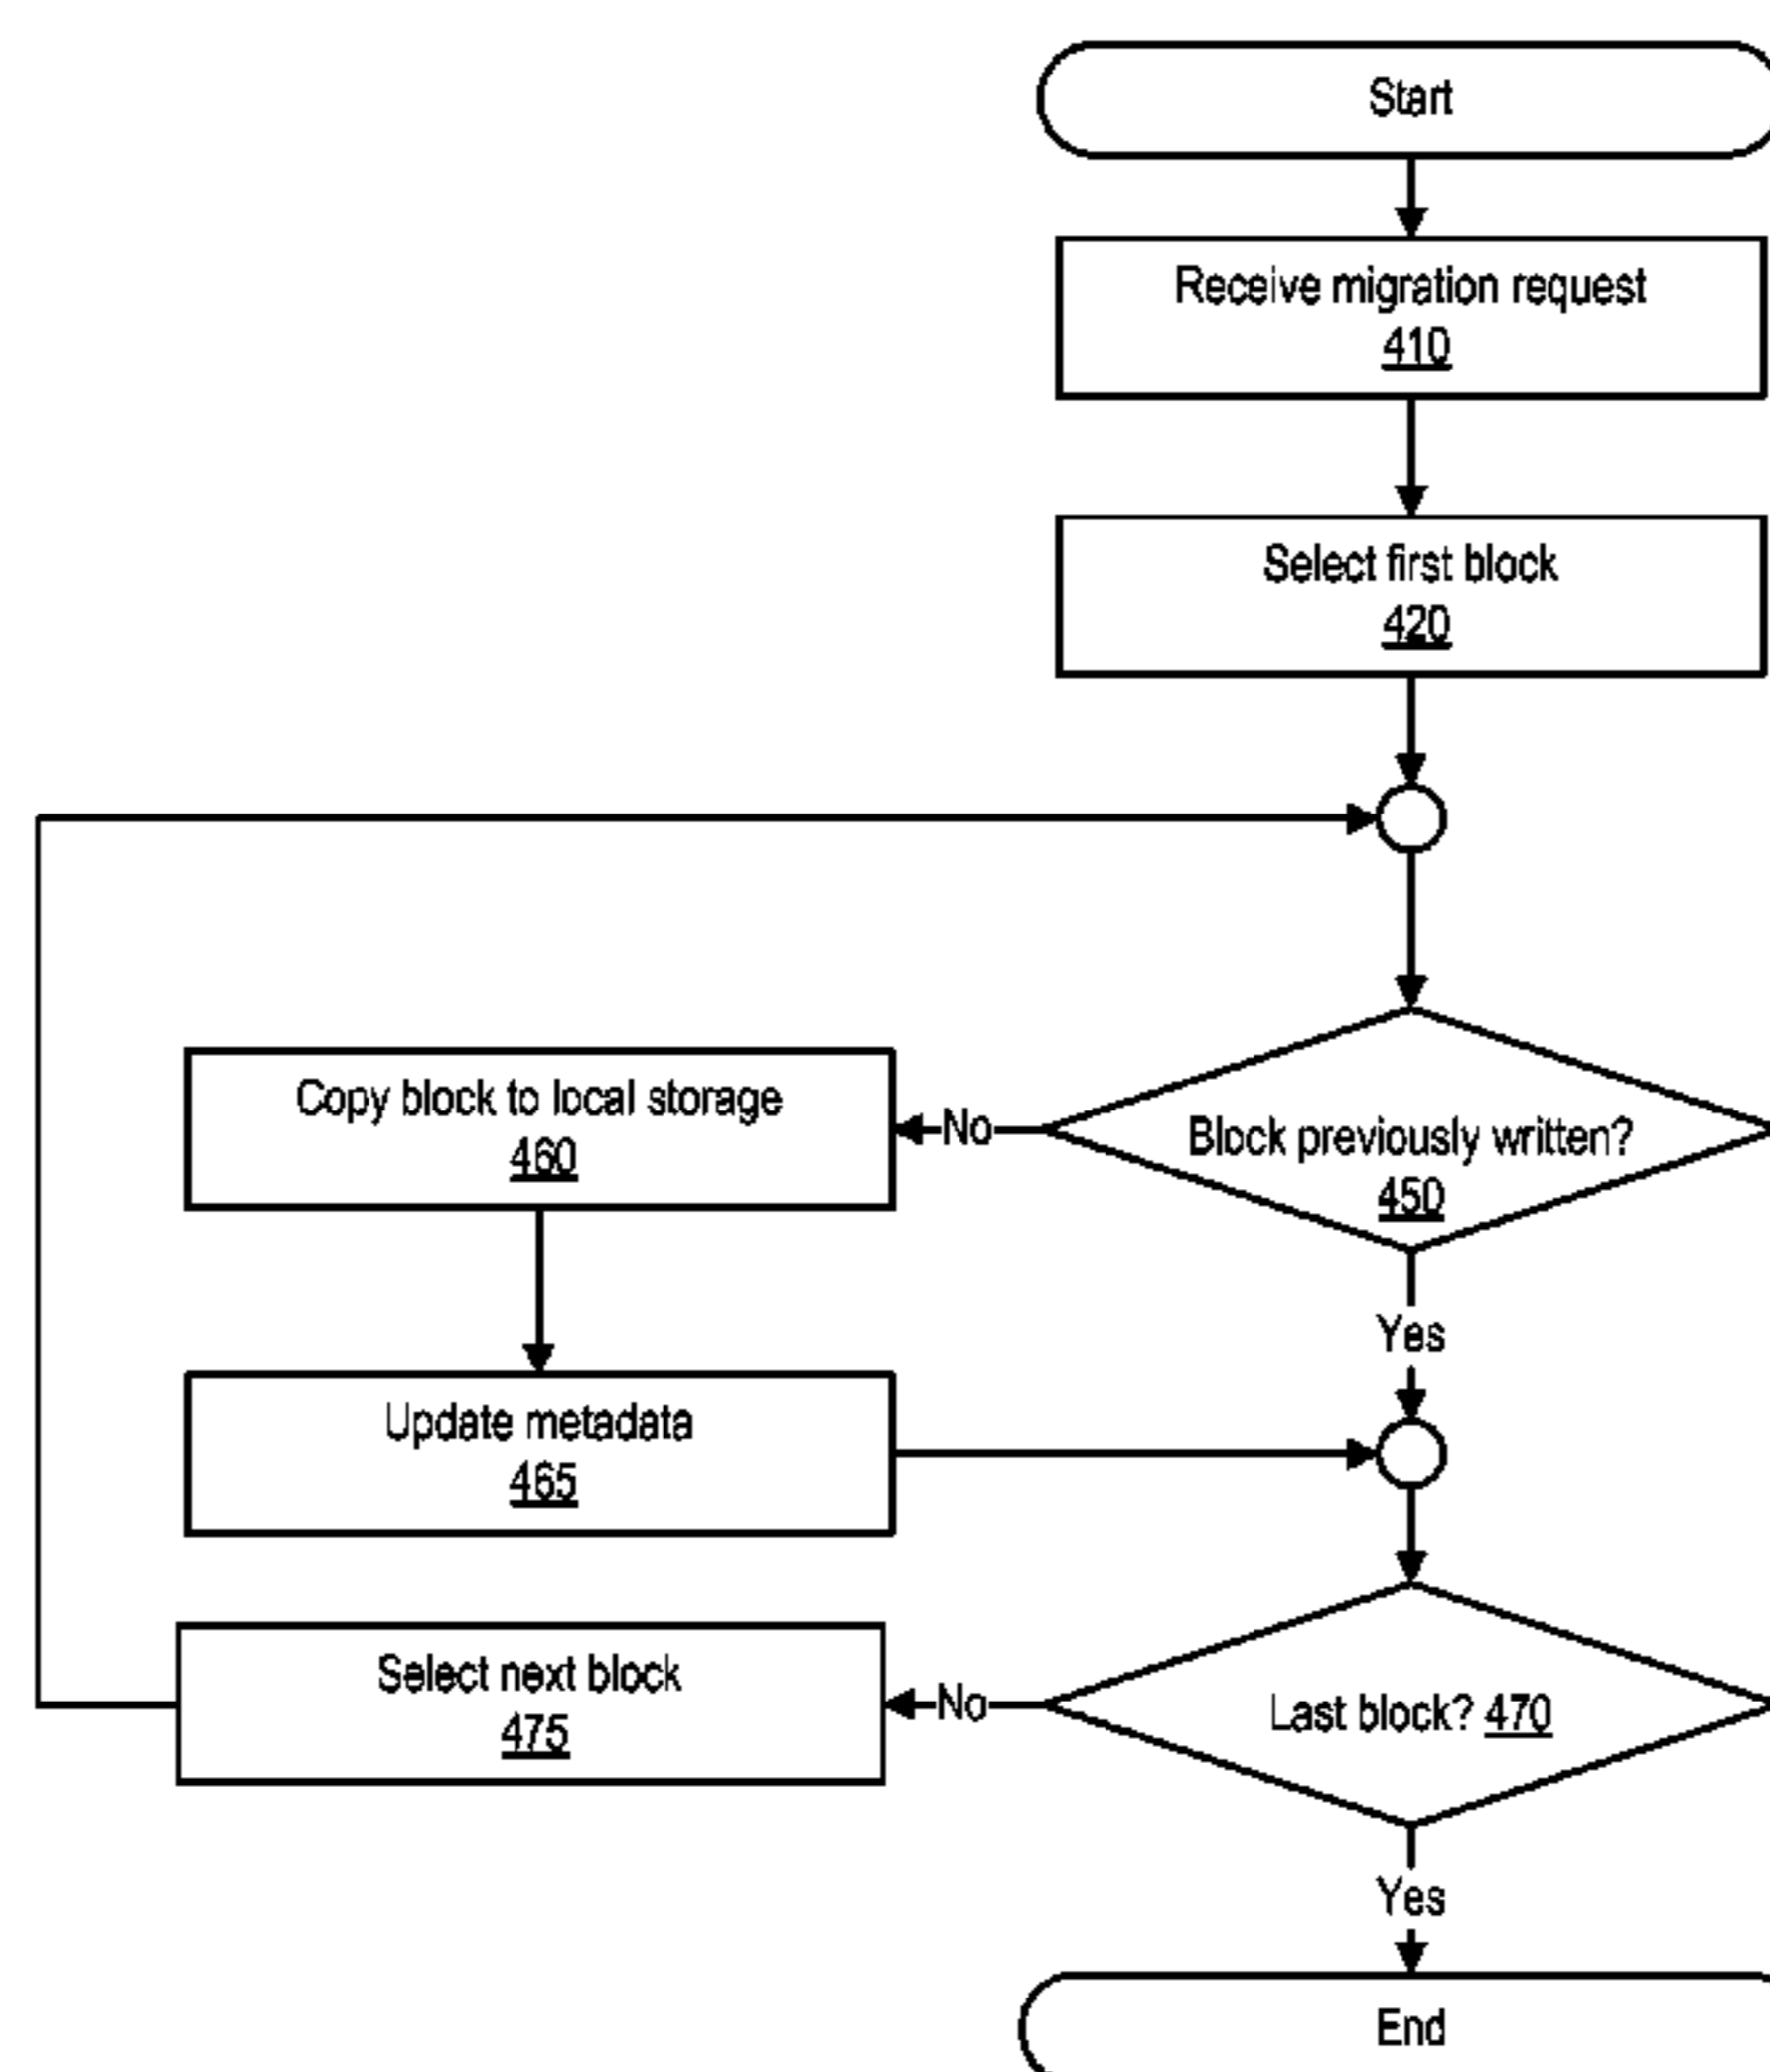 Start
Receive migration request
410
Select first block
420
Block previously written?
450
No
Copy block to local storage
460
Yes
Update metadata
465
Last block? 470
No
Select next block
475
Yes
End